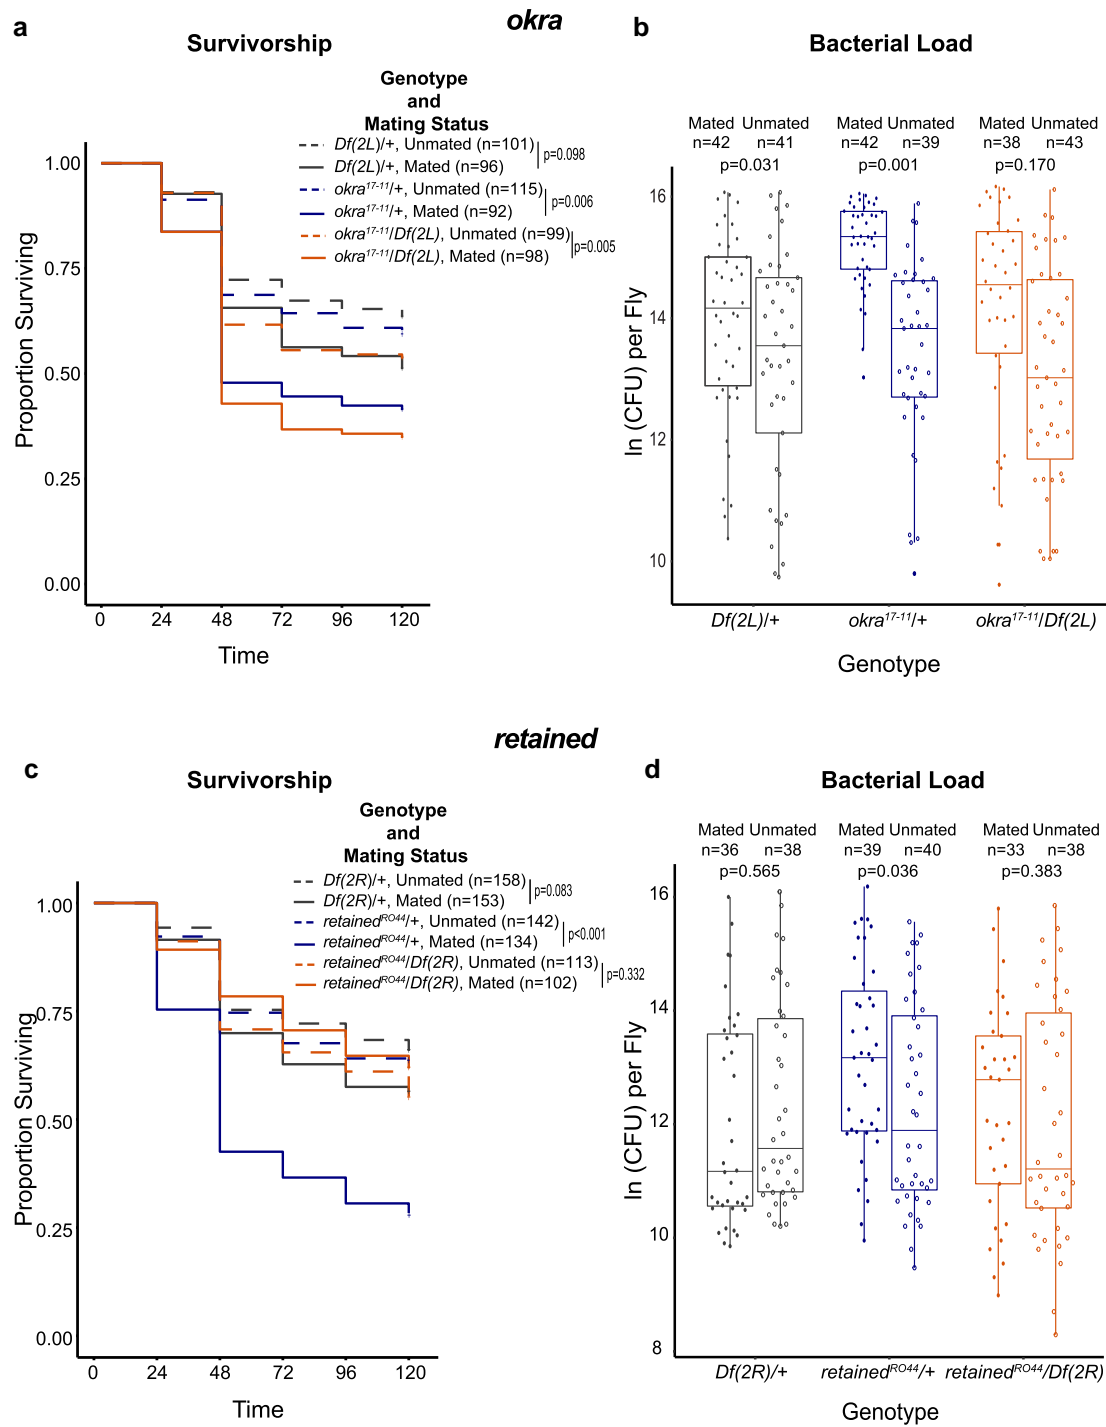 okra
a
Survivorship
Genotype
and
Mating Status
Df(2L)/+, Unmated (n=101)
Df(2L)/+, Mated (n=96)
p=0.098
okra17-11/+, Unmated (n=115)
okra17-11/+, Mated (n=92)
p=0.006
okra17-11/Df(2L), Unmated (n=99)
okra17-11/Df(2L), Mated (n=98)
p=0.005
Proportion Surviving
1.00
0.75
0.50
0.25
0.00
0 24 48 72 96 120
Time
b
Bacterial Load
Mated Unmated Mated Unmated Mated Unmated
n=42 n=41 n=42 n=39 n=38 n=43
p=0.031 p=0.001 p=0.170
ln (CFU) per Fly
16
14
12
10
Df(2L)/+ okra17-11/+ okra17-11/Df(2L)
Genotype
retained
c
Survivorship
Genotype
and
Mating Status
Df(2R)/+, Unmated (n=158)
Df(2R)/+, Mated (n=153)
p=0.083
retainedRO44/+, Unmated (n=142)
retainedRO44/+, Mated (n=134)
p<0.001
retainedRO44/Df(2R), Unmated (n=113)
retainedRO44/Df(2R), Mated (n=102)
p=0.332
Proportion Surviving
1.00
0.75
0.50
0.25
0.00
0 24 48 72 96 120
Time
d
Bacterial Load
Mated Unmated Mated Unmated Mated Unmated
n=36 n=38 n=39 n=40 n=33 n=38
p=0.565 p=0.036 p=0.383
ln (CFU) per Fly
16
14
12
10
8
Df(2R)/+ retainedRO44/+ retainedRO44/Df(2R)
Genotype